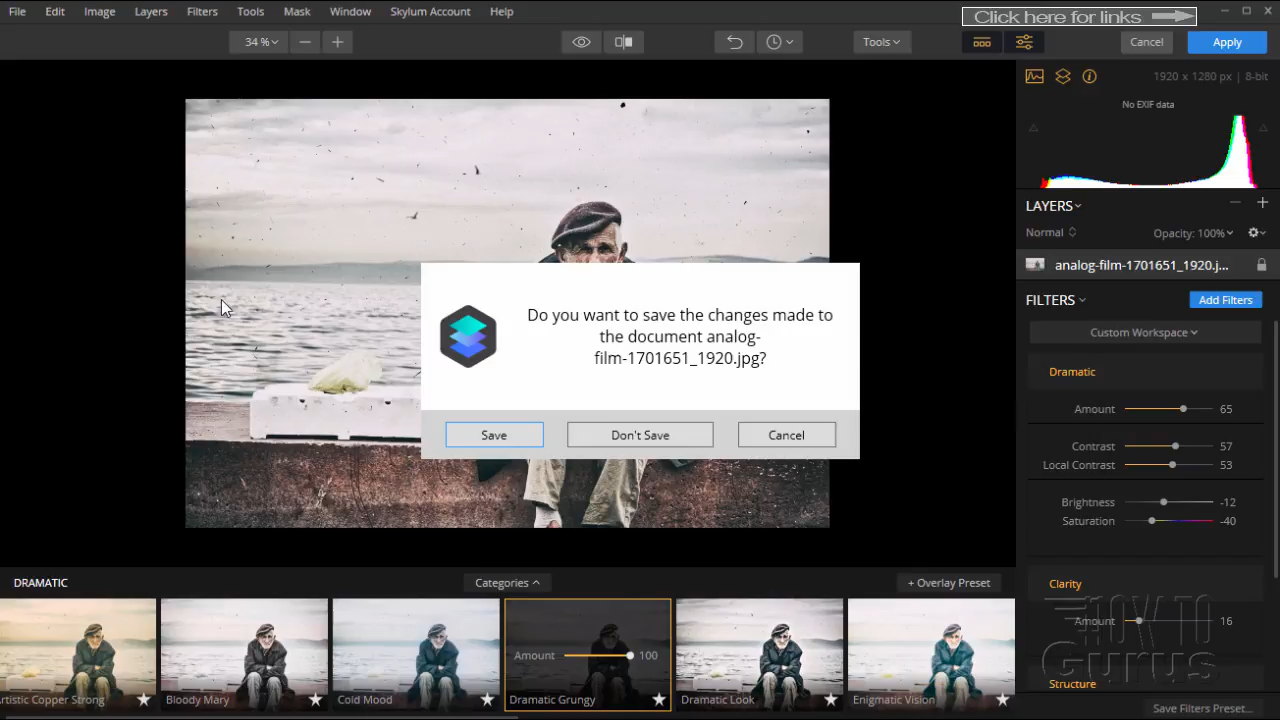 File Edit Image Layers Filters Tools Mask Window Skylum Account Help
Click here for links
34 %
Tools
Cancel
Apply
1920 x 1280 px | 8-bit
No EXIF data
LAYERS
Normal
Opacity: 100%
analog-film-1701651_1920.j...
FILTERS
Add Filters
Custom Workspace
Dramatic
Amount 65
Contrast 57
Local Contrast 53
Brightness -12
Saturation -40
Clarity
Amount 16
Structure
Save Filters Preset...
Do you want to save the changes made to
the document analog-
film-1701651_1920.jpg?
Save Don't Save Cancel
DRAMATIC
Categories
+ Overlay Preset
Amount 100
Artistic Copper Strong
Bloody Mary
Cold Mood
Dramatic Grungy
Dramatic Look
Enigmatic Vision
HOW TO
Gurus